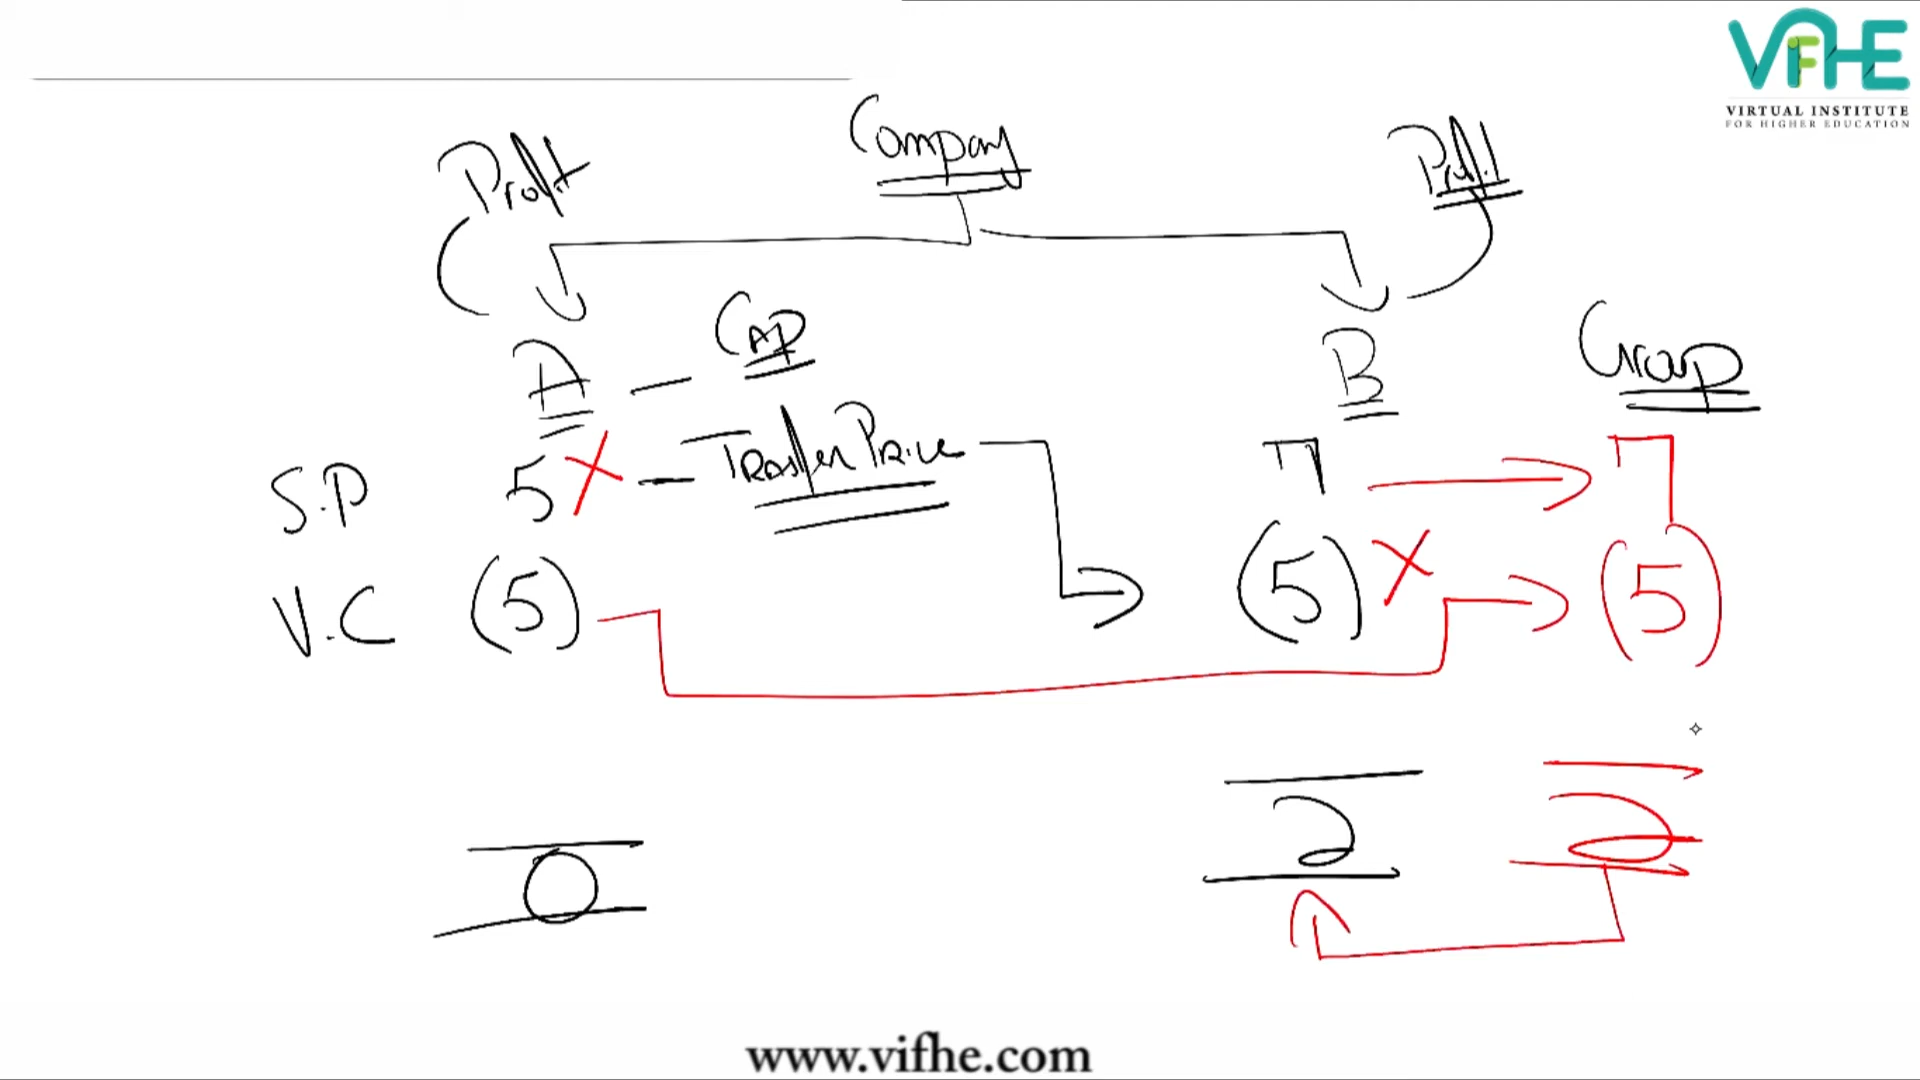 VIFHE
VIRTUAL INSTITUTE
FOR HIGHER EDUCATION
Company
Profit
Profit
A - Cap
B
Group
S.P 5 X - Transfer Price
7
7
V.C (5)
(5) X
(5)
0
2
2
www.vifhe.com